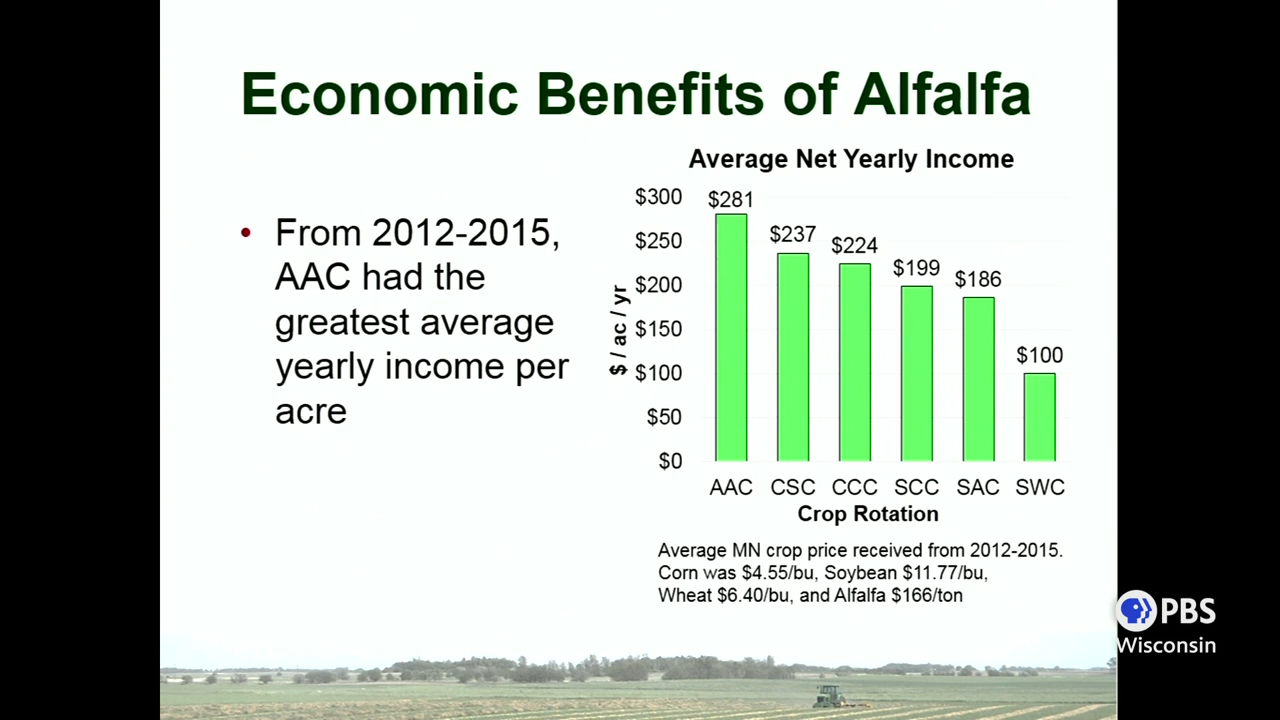 Economic Benefits of Alfalfa
• From 2012-2015,
AAC had the
greatest average
yearly income per
acre
Average Net Yearly Income
$ / ac / yr
$300
$250
$200
$150
$100
$50
$0
$281
$237
$224
$199
$186
$100
AAC CSC CCC SCC SAC SWC
Crop Rotation
Average MN crop price received from 2012-2015.
Corn was $4.55/bu, Soybean $11.77/bu,
Wheat $6.40/bu, and Alfalfa $166/ton
PBS
Wisconsin